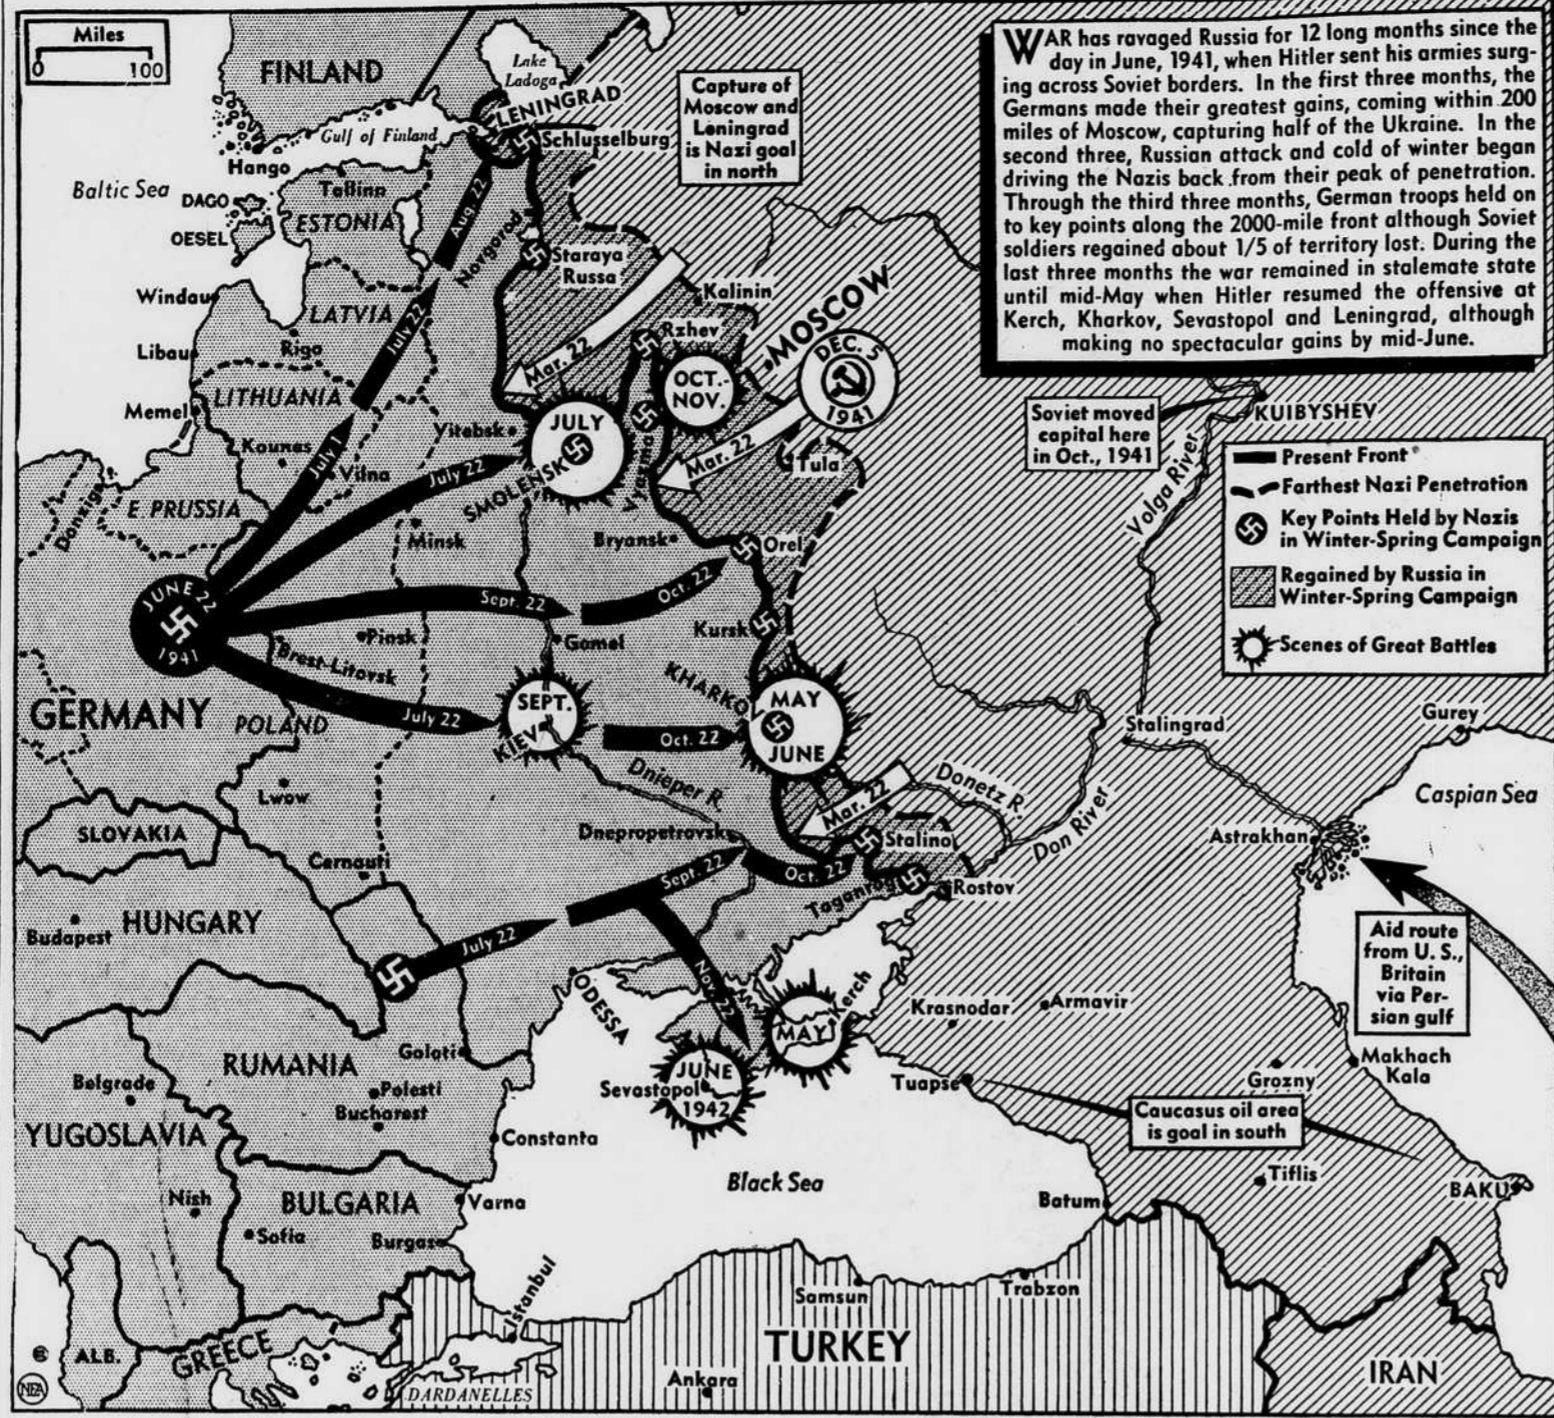 Miles
0 100
FINLAND
Lake
Ladoga
LENINGRAD
Schlusselburg
Gulf of Finland
Hango
Baltic Sea
DAGO
OESEL
Tallinn
ESTONIA
Aug. 22
Novgorod
Staraya
Russa
Capture of
Moscow and
Leningrad
is Nazi goal
in north
WAR has ravaged Russia for 12 long months since the
day in June, 1941, when Hitler sent his armies surg-
ing across Soviet borders. In the first three months, the
Germans made their greatest gains, coming within 200
miles of Moscow, capturing half of the Ukraine. In the
second three, Russian attack and cold of winter began
driving the Nazis back from their peak of penetration.
Through the third three months, German troops held on
to key points along the 2000-mile front although Soviet
soldiers regained about 1/5 of territory lost. During the
last three months the war remained in stalemate state
until mid-May when Hitler resumed the offensive at
Kerch, Kharkov, Sevastopol and Leningrad, although
making no spectacular gains by mid-June.
Windau
LATVIA
July 22
Riga
Libau
LITHUANIA
Memel
Kaunas
July 1
Vilna
Kalinin
Rzhev
Mar. 22
MOSCOW
DEC. 5
1941
OCT.-
NOV.
JULY
SMOLENSK
Vitebsk
July 22
Vyasma
Mar. 22
Tula
Soviet moved
capital here
in Oct., 1941
KUIBYSHEV
Volga River
Present Front
Farthest Nazi Penetration
Key Points Held by Nazis
in Winter-Spring Campaign
Regained by Russia in
Winter-Spring Campaign
Scenes of Great Battles
Danzig
E. PRUSSIA
Minsk
Bryansk
Orel
JUNE 22
1941
Sept. 22
Oct. 22
Pinsk
Gomel
Kursk
Brest-Litovsk
GERMANY
POLAND
July 22
SEPT.
KIEV
Oct. 22
KHARKOV
MAY
JUNE
Stalingrad
Gurey
Lwow
Dnieper R.
Mar. 22
Donetz R.
Don River
Caspian Sea
SLOVAKIA
Cernauti
Dnepropetrovsk
Stalino
Astrakhan
Sept. 22
Oct. 22
Taganrog
Rostov
HUNGARY
Budapest
July 22
Nov. 22
ODESSA
Kerch
MAY
Krasnodar
Armavir
Aid route
from U. S.,
Britain
via Per-
sian gulf
RUMANIA
Galati
Belgrade
Polesti
Bucharest
JUNE
1942
Sevastopol
Tuapse
Grozny
Makhach
Kala
Caucasus oil area
is goal in south
YUGOSLAVIA
Constanta
Black Sea
Nish
BULGARIA
Varna
Sofia
Burgas
Batum
Tiflis
BAKU
Istanbul
Samsun
Trabzon
TURKEY
ALB.
GREECE
Ankara
DARDANELLES
IRAN
NEA